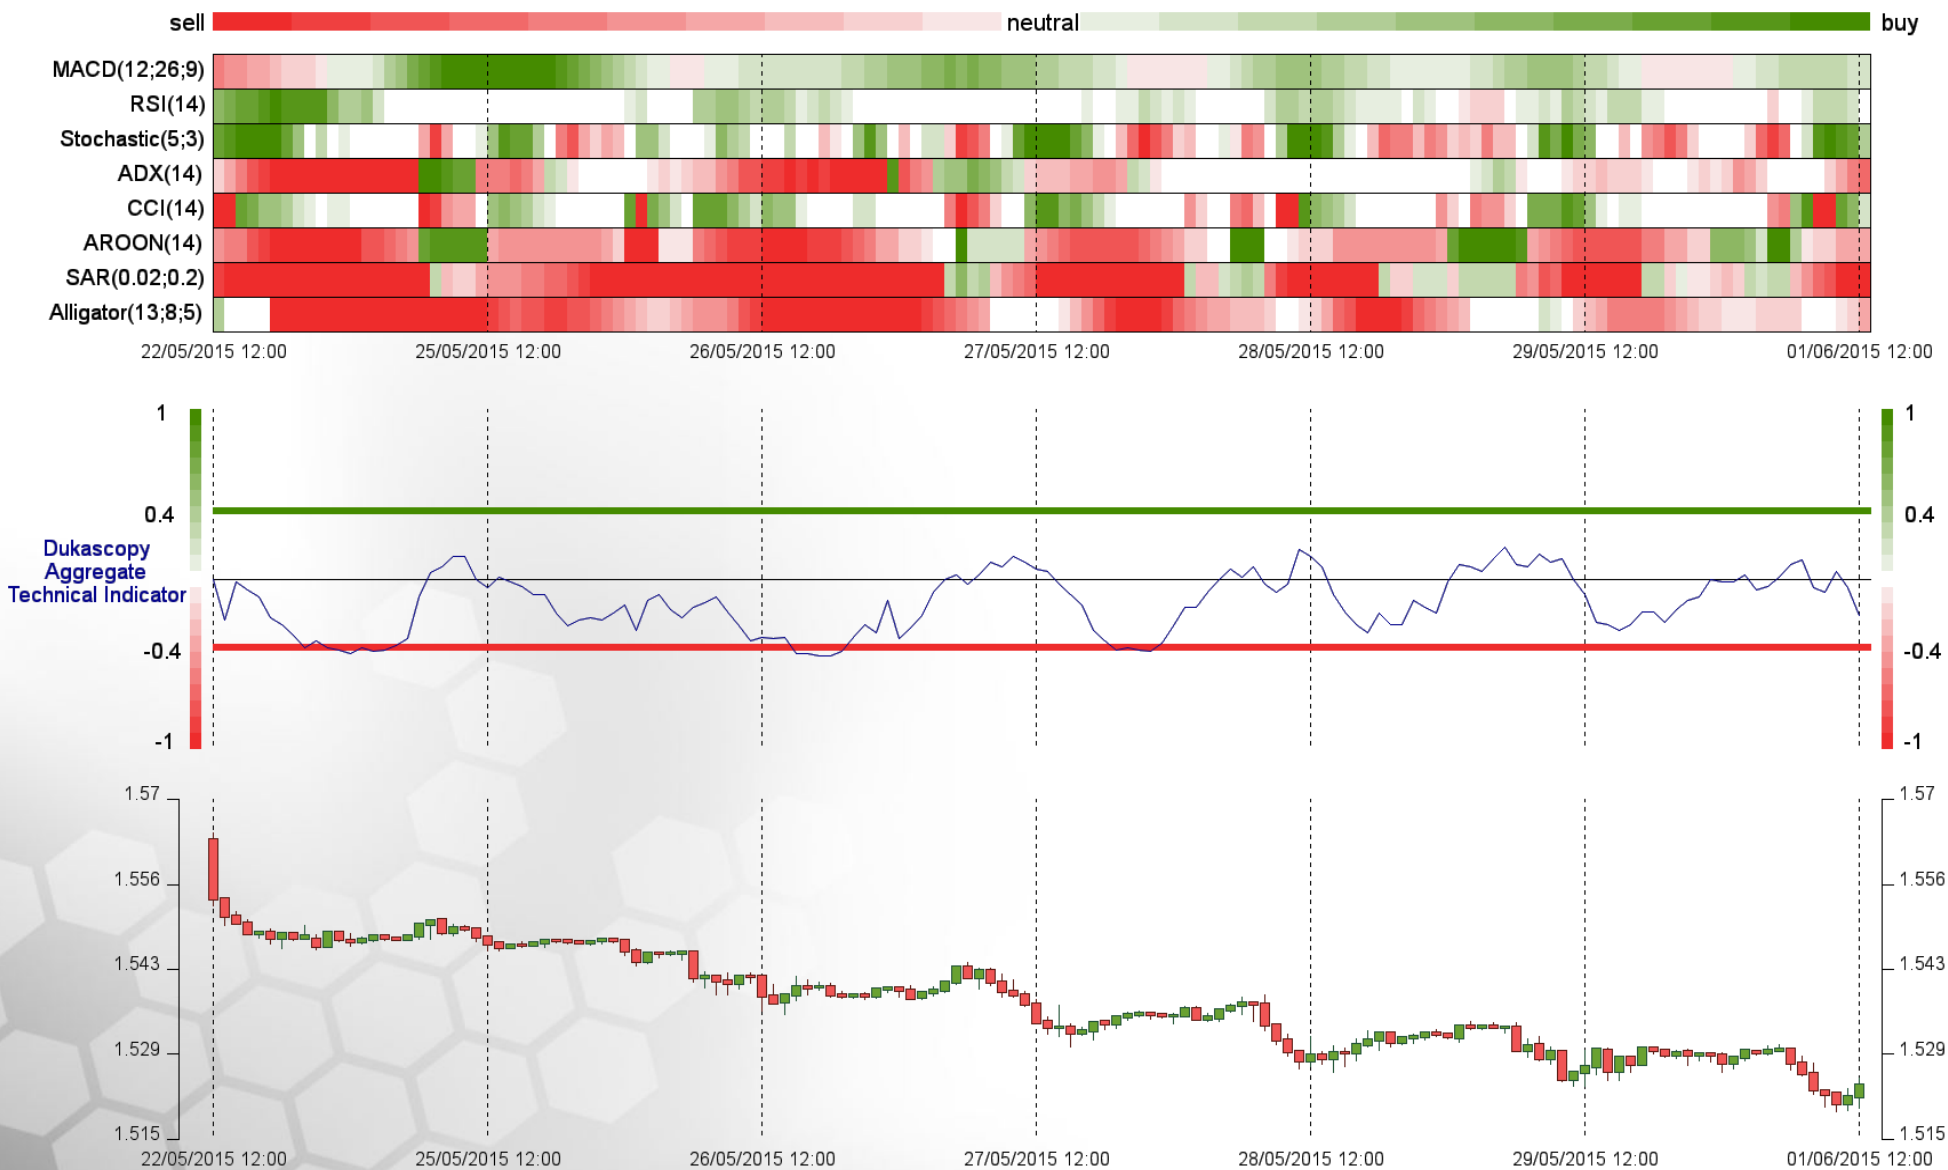 sell neutral buy
MACD(12;26;9)
RSI(14)
Stochastic(5;3)
ADX(14)
CCI(14)
AROON(14)
SAR(0.02;0.2)
Alligator(13;8;5)
22/05/2015 12:00 25/05/2015 12:00 26/05/2015 12:00 27/05/2015 12:00 28/05/2015 12:00 29/05/2015 12:00 01/06/2015 12:00
1 1
0.4 0.4
Dukascopy
Aggregate
Technical Indicator
-0.4 -0.4
-1 -1
1.57 1.57
1.556 1.556
1.543 1.543
1.529 1.529
1.515 1.515
22/05/2015 12:00 25/05/2015 12:00 26/05/2015 12:00 27/05/2015 12:00 28/05/2015 12:00 29/05/2015 12:00 01/06/2015 12:00